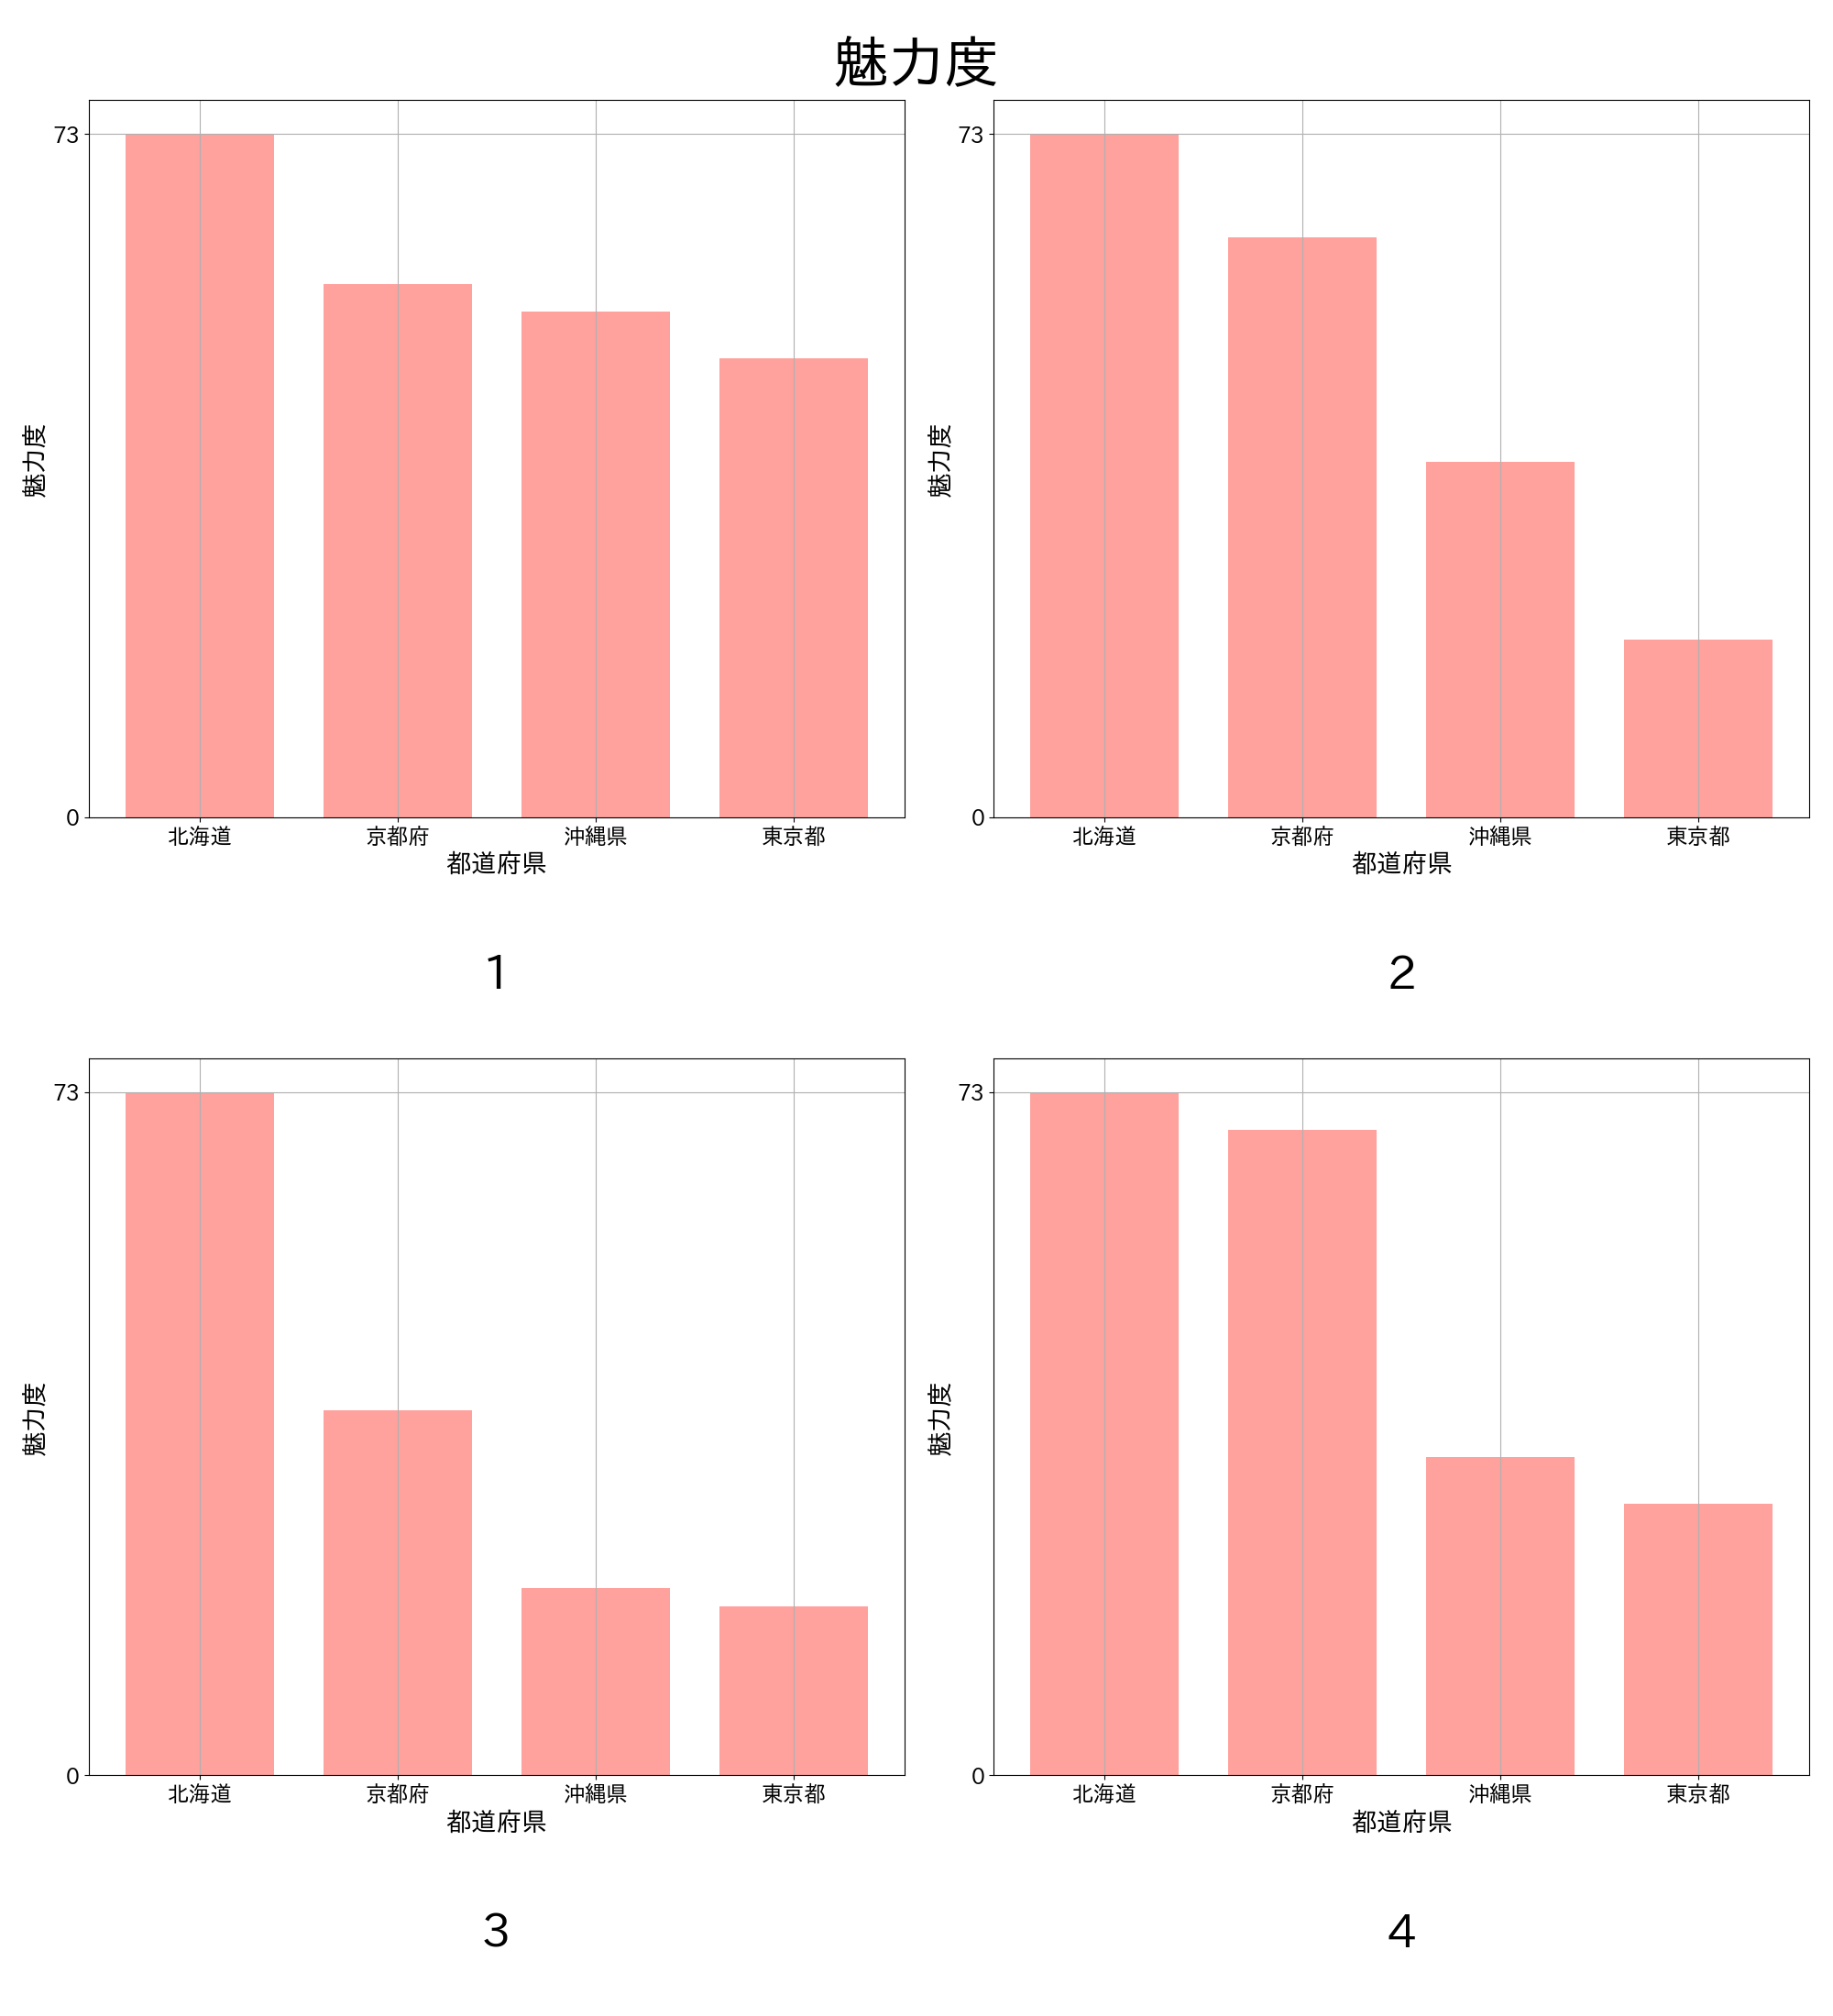 魅力度
73
0
魅力度
北海道 京都府 沖縄県 東京都
都道府県
1
73
0
魅力度
北海道 京都府 沖縄県 東京都
都道府県
2
73
0
魅力度
北海道 京都府 沖縄県 東京都
都道府県
3
73
0
魅力度
北海道 京都府 沖縄県 東京都
都道府県
4